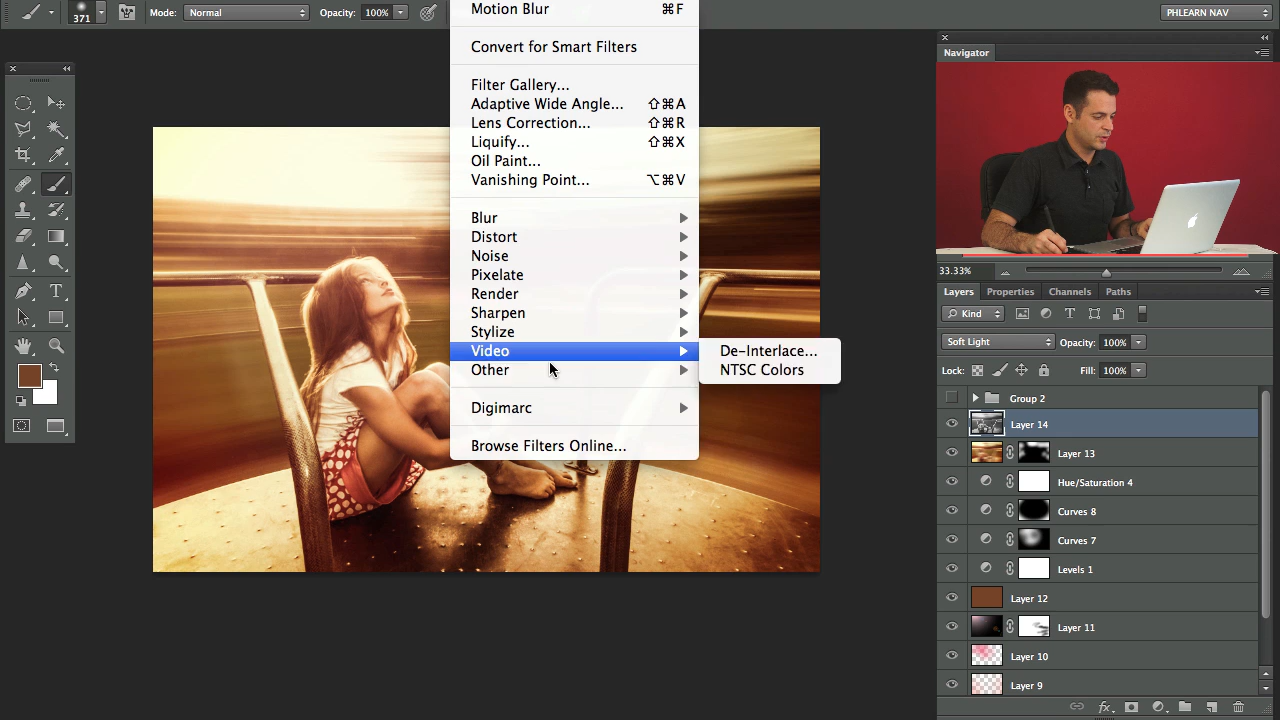 371
Mode:
Normal
Opacity:
100%
PHLEARN NAV
Motion Blur ⌘F
Convert for Smart Filters
Filter Gallery...
Adaptive Wide Angle... ⇧⌘A
Lens Correction... ⇧⌘R
Liquify... ⇧⌘X
Oil Paint...
Vanishing Point... ⌥⌘V
Blur
Distort
Noise
Pixelate
Render
Sharpen
Stylize
Video
Other
Digimarc
Browse Filters Online...
De-Interlace...
NTSC Colors
Navigator
33.33%
Layers Properties Channels Paths
Kind
Soft Light Opacity: 100%
Lock: Fill: 100%
Group 2
Layer 14
Layer 13
Hue/Saturation 4
Curves 8
Curves 7
Levels 1
Layer 12
Layer 11
Layer 10
Layer 9